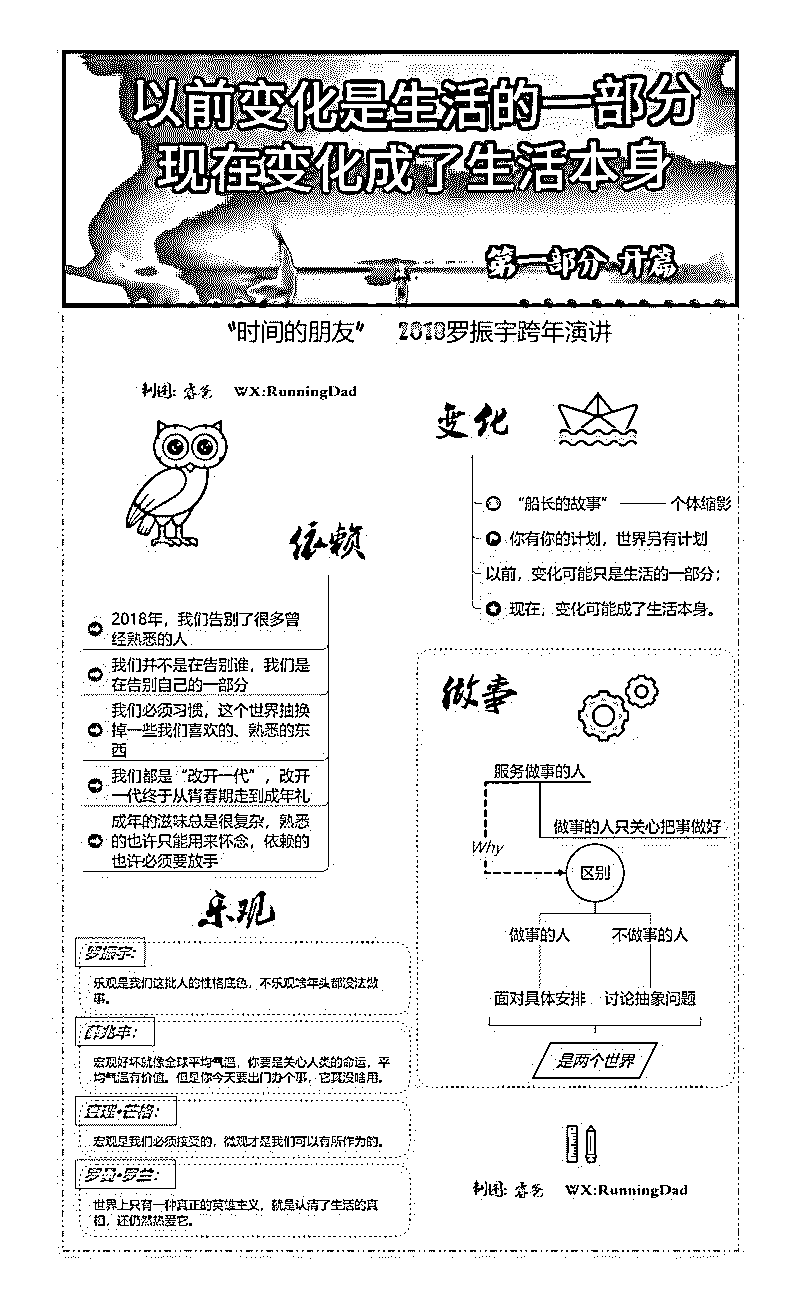 以前变化是生活的一部分
现在变化成了生活本身
第一部分 开篇
“时间的朋友” 2018罗振宇跨年演讲
制图: 睿爸 WX:RunningDad
依赖
2018年，我们告别了很多曾
经熟悉的人
我们并不是在告别谁，我们是
在告别自己的一部分
我们必须习惯，这个世界抽换
掉一些我们喜欢的、熟悉的东
西
我们都是“改开一代”，改开
一代终于从青春期走到成年礼
成年的滋味总是很复杂，熟悉
的也许只能用来怀念，依赖的
也许必须要放手
乐观
罗振宇:
乐观是我们这批人的性格底色，不乐观啥年头都没法做
事。
薛兆丰:
宏观好坏就像全球平均气温，你要是关心人类的命运，平
均气温有价值。但是你今天要出门办个事，它真没啥用。
查理•芒格:
宏观是我们必须接受的，微观才是我们可以有所作为的。
罗曼•罗兰:
世界上只有一种真正的英雄主义，就是认清了生活的真
相，还仍然热爱它。
变化
“船长的故事” —— 个体缩影
你有你的计划，世界另有计划
以前，变化可能只是生活的一部分；
现在，变化可能成了生活本身。
做事
服务做事的人
做事的人只关心把事做好
Why
区别
做事的人 不做事的人
面对具体安排 讨论抽象问题
是两个世界
制图: 睿爸 WX:RunningDad